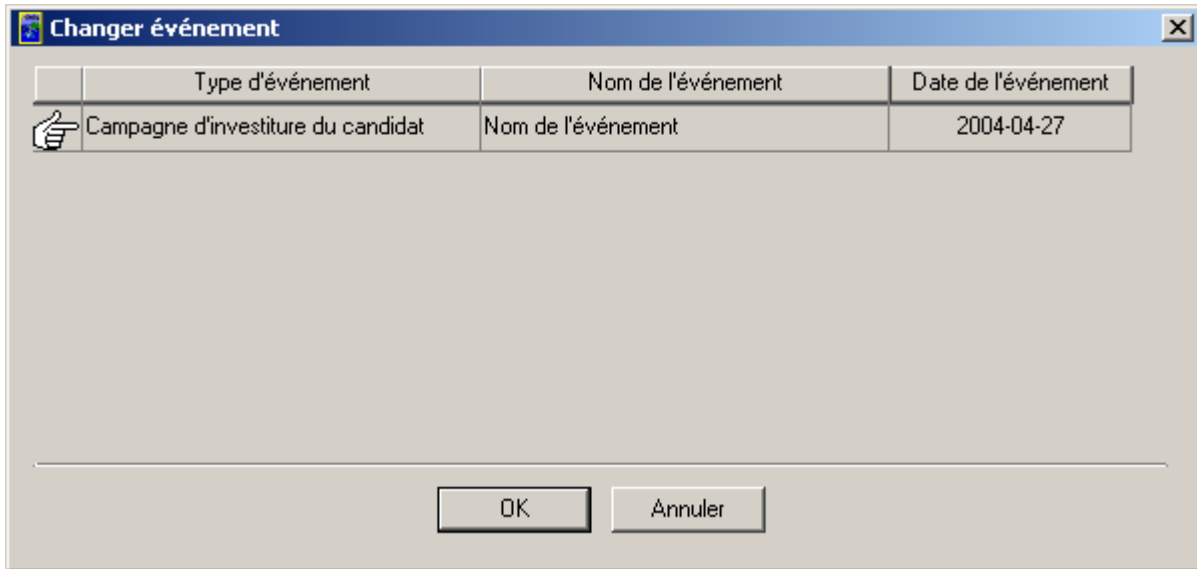 Changer événement
Type d'événement Nom de l'événement Date de l'événement
Campagne d'investiture du candidat Nom de l'événement 2004-04-27
OK Annuler